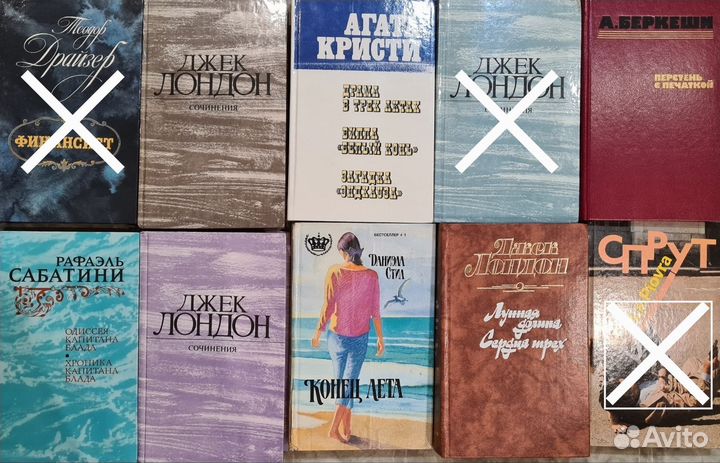 Теодор
Драйзер
ФИНАНСИСТ
ДЖЕК
ЛОНДОН
СОЧИНЕНИЯ
АГАТА
КРИСТИ
ДРАМА
В ТРЕХ АКТАХ
ВИЛЛА
«БЕЛЫЙ КОНЬ»
ЗАГАДКА
«ЭНДХАУЗА»
ДЖЕК
ЛОНДОН
А. БЕРКЕШИ
ПЕРСТЕНЬ
С ПЕЧАТКОЙ
РАФАЭЛЬ
САБАТИНИ
ОДИССЕЯ
КАПИТАНА
БЛАДА
•
ХРОНИКА
КАПИТАНА
БЛАДА
ДЖЕК
ЛОНДОН
СОЧИНЕНИЯ
БЕСТСЕЛЛЕР # 1
ДАНИЭЛА
СТИЛ
КОНЕЦ ЛЕТА
Джек
Лондон
Лунная
долина
Сердца трех
СПРУТ
Avito